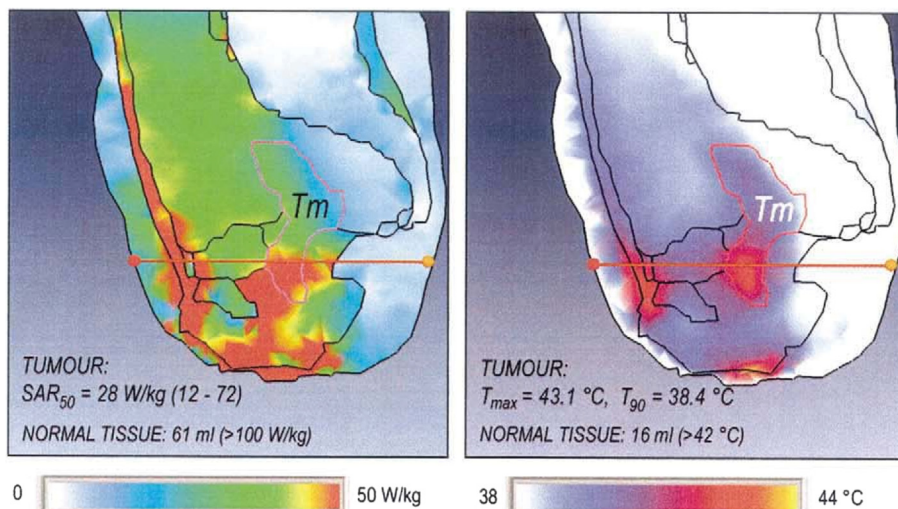 Tm
TUMOUR:
SAR50 = 28 W/kg (12 - 72)
NORMAL TISSUE: 61 ml (>100 W/kg)
0
50 W/kg
Tm
TUMOUR:
Tmax = 43.1 °C, T90 = 38.4 °C
NORMAL TISSUE: 16 ml (>42 °C)
38
44 °C